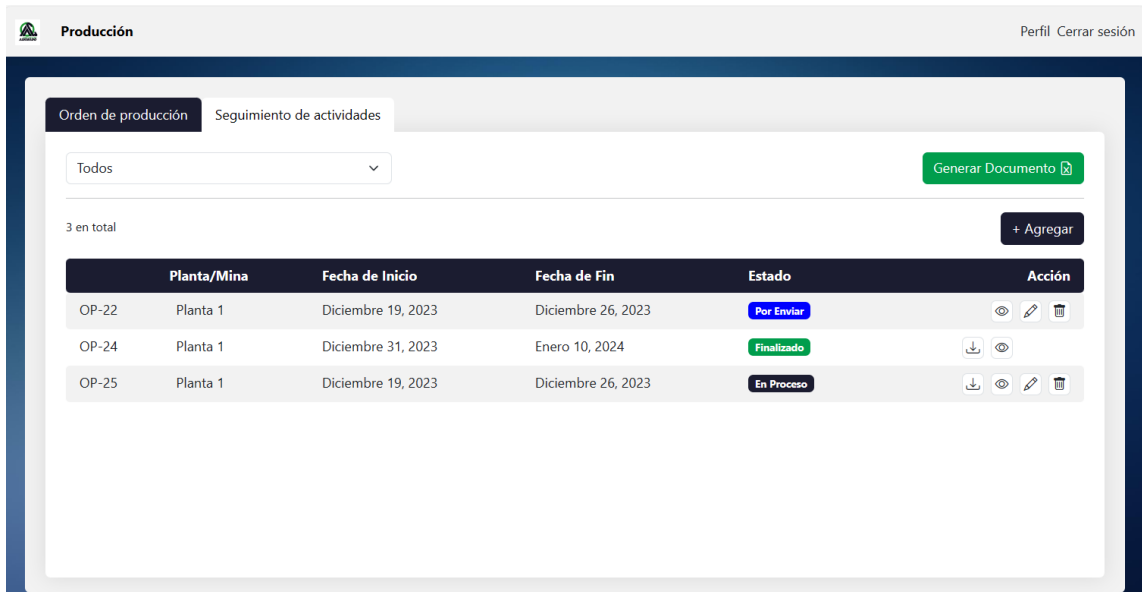 Producción Perfil Cerrar sesión
Orden de producción Seguimiento de actividades
Todos Generar Documento
3 en total + Agregar
Planta/Mina Fecha de Inicio Fecha de Fin Estado Acción
OP-22 Planta 1 Diciembre 19, 2023 Diciembre 26, 2023 Por Enviar
OP-24 Planta 1 Diciembre 31, 2023 Enero 10, 2024 Finalizado
OP-25 Planta 1 Diciembre 19, 2023 Diciembre 26, 2023 En Proceso